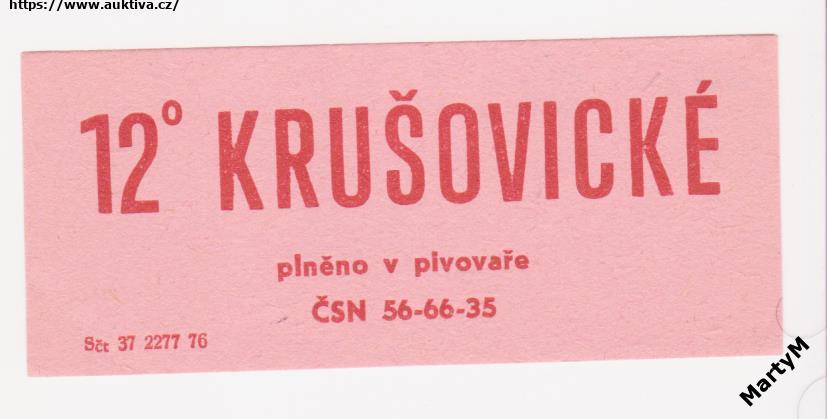 https://www.auktiva.cz/
12° KRUŠOVICKÉ
plněno v pivovaře
ČSN 56-66-35
Sčt 37 2277 76
MartyM